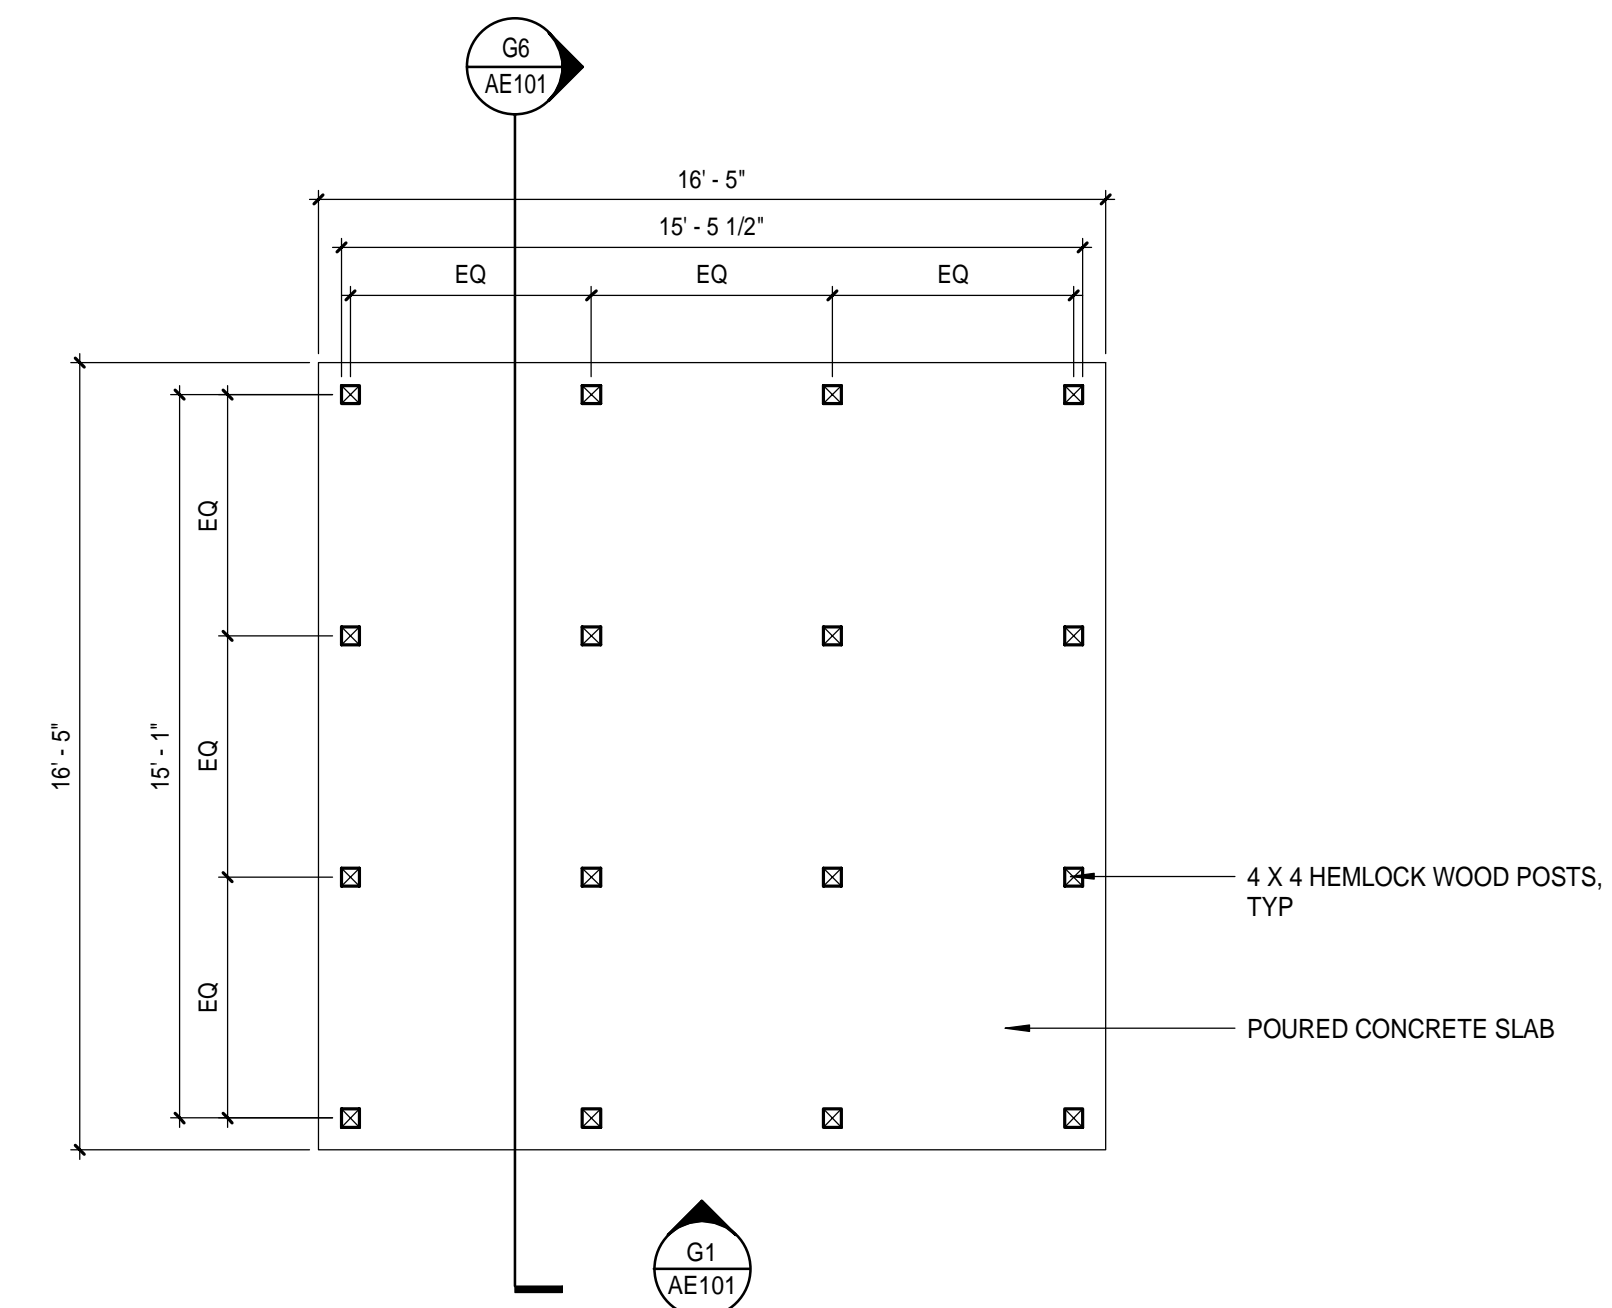 G6
AE101
16' - 5"
15' - 5 1/2"
EQ EQ EQ
EQ
16' - 5"
15' - 1"
EQ
EQ
4 X 4 HEMLOCK WOOD POSTS,
TYP
POURED CONCRETE SLAB
G1
AE101